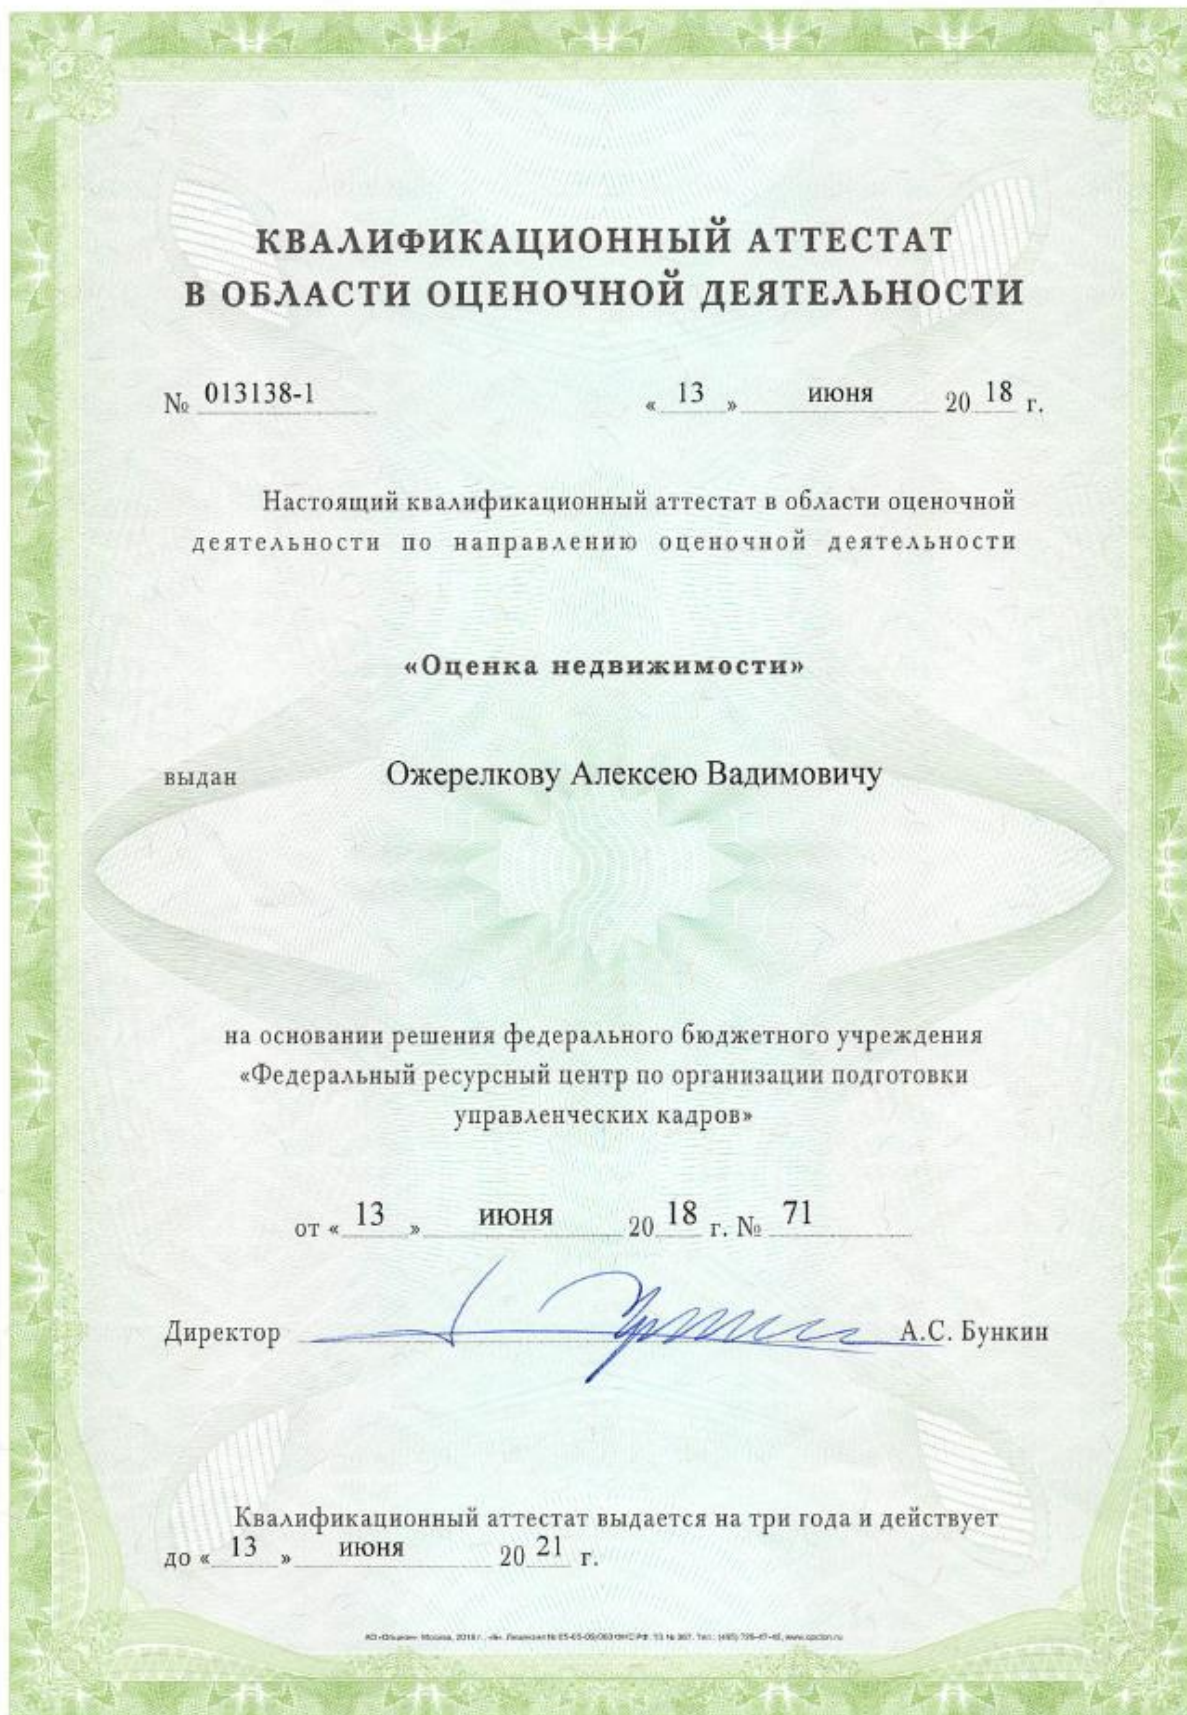 КВАЛИФИКАЦИОННЫЙ АТТЕСТАТ
В ОБЛАСТИ ОЦЕНОЧНОЙ ДЕЯТЕЛЬНОСТИ
№ 013138-1 « 13 » июня 20 18 г.
Настоящий квалификационный аттестат в области оценочной
деятельности по направлению оценочной деятельности
«Оценка недвижимости»
выдан Ожерелкову Алексею Вадимовичу
на основании решения федерального бюджетного учреждения
«Федеральный ресурсный центр по организации подготовки
управленческих кадров»
от « 13 » июня 20 18 г. № 71
Директор А.С. Бункин
Квалификационный аттестат выдается на три года и действует
до « 13 » июня 20 21 г.
Москва, 2018 г.